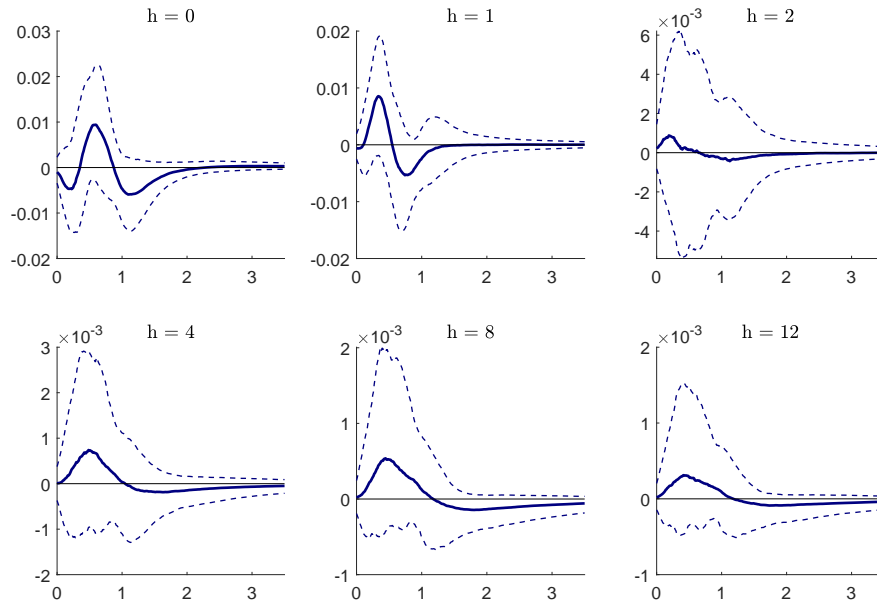 h = 0
0.03
0.02
0.01
0
-0.01
-0.02
0 1 2 3
h = 1
0.02
0.01
0
-0.01
-0.02
0 1 2 3
h = 2
×10-3
6
4
2
0
-2
-4
0 1 2 3
h = 4
×10-3
3
2
1
0
-1
-2
0 1 2 3
h = 8
×10-3
2
1
0
-1
0 1 2 3
h = 12
×10-3
2
1
0
-1
0 1 2 3